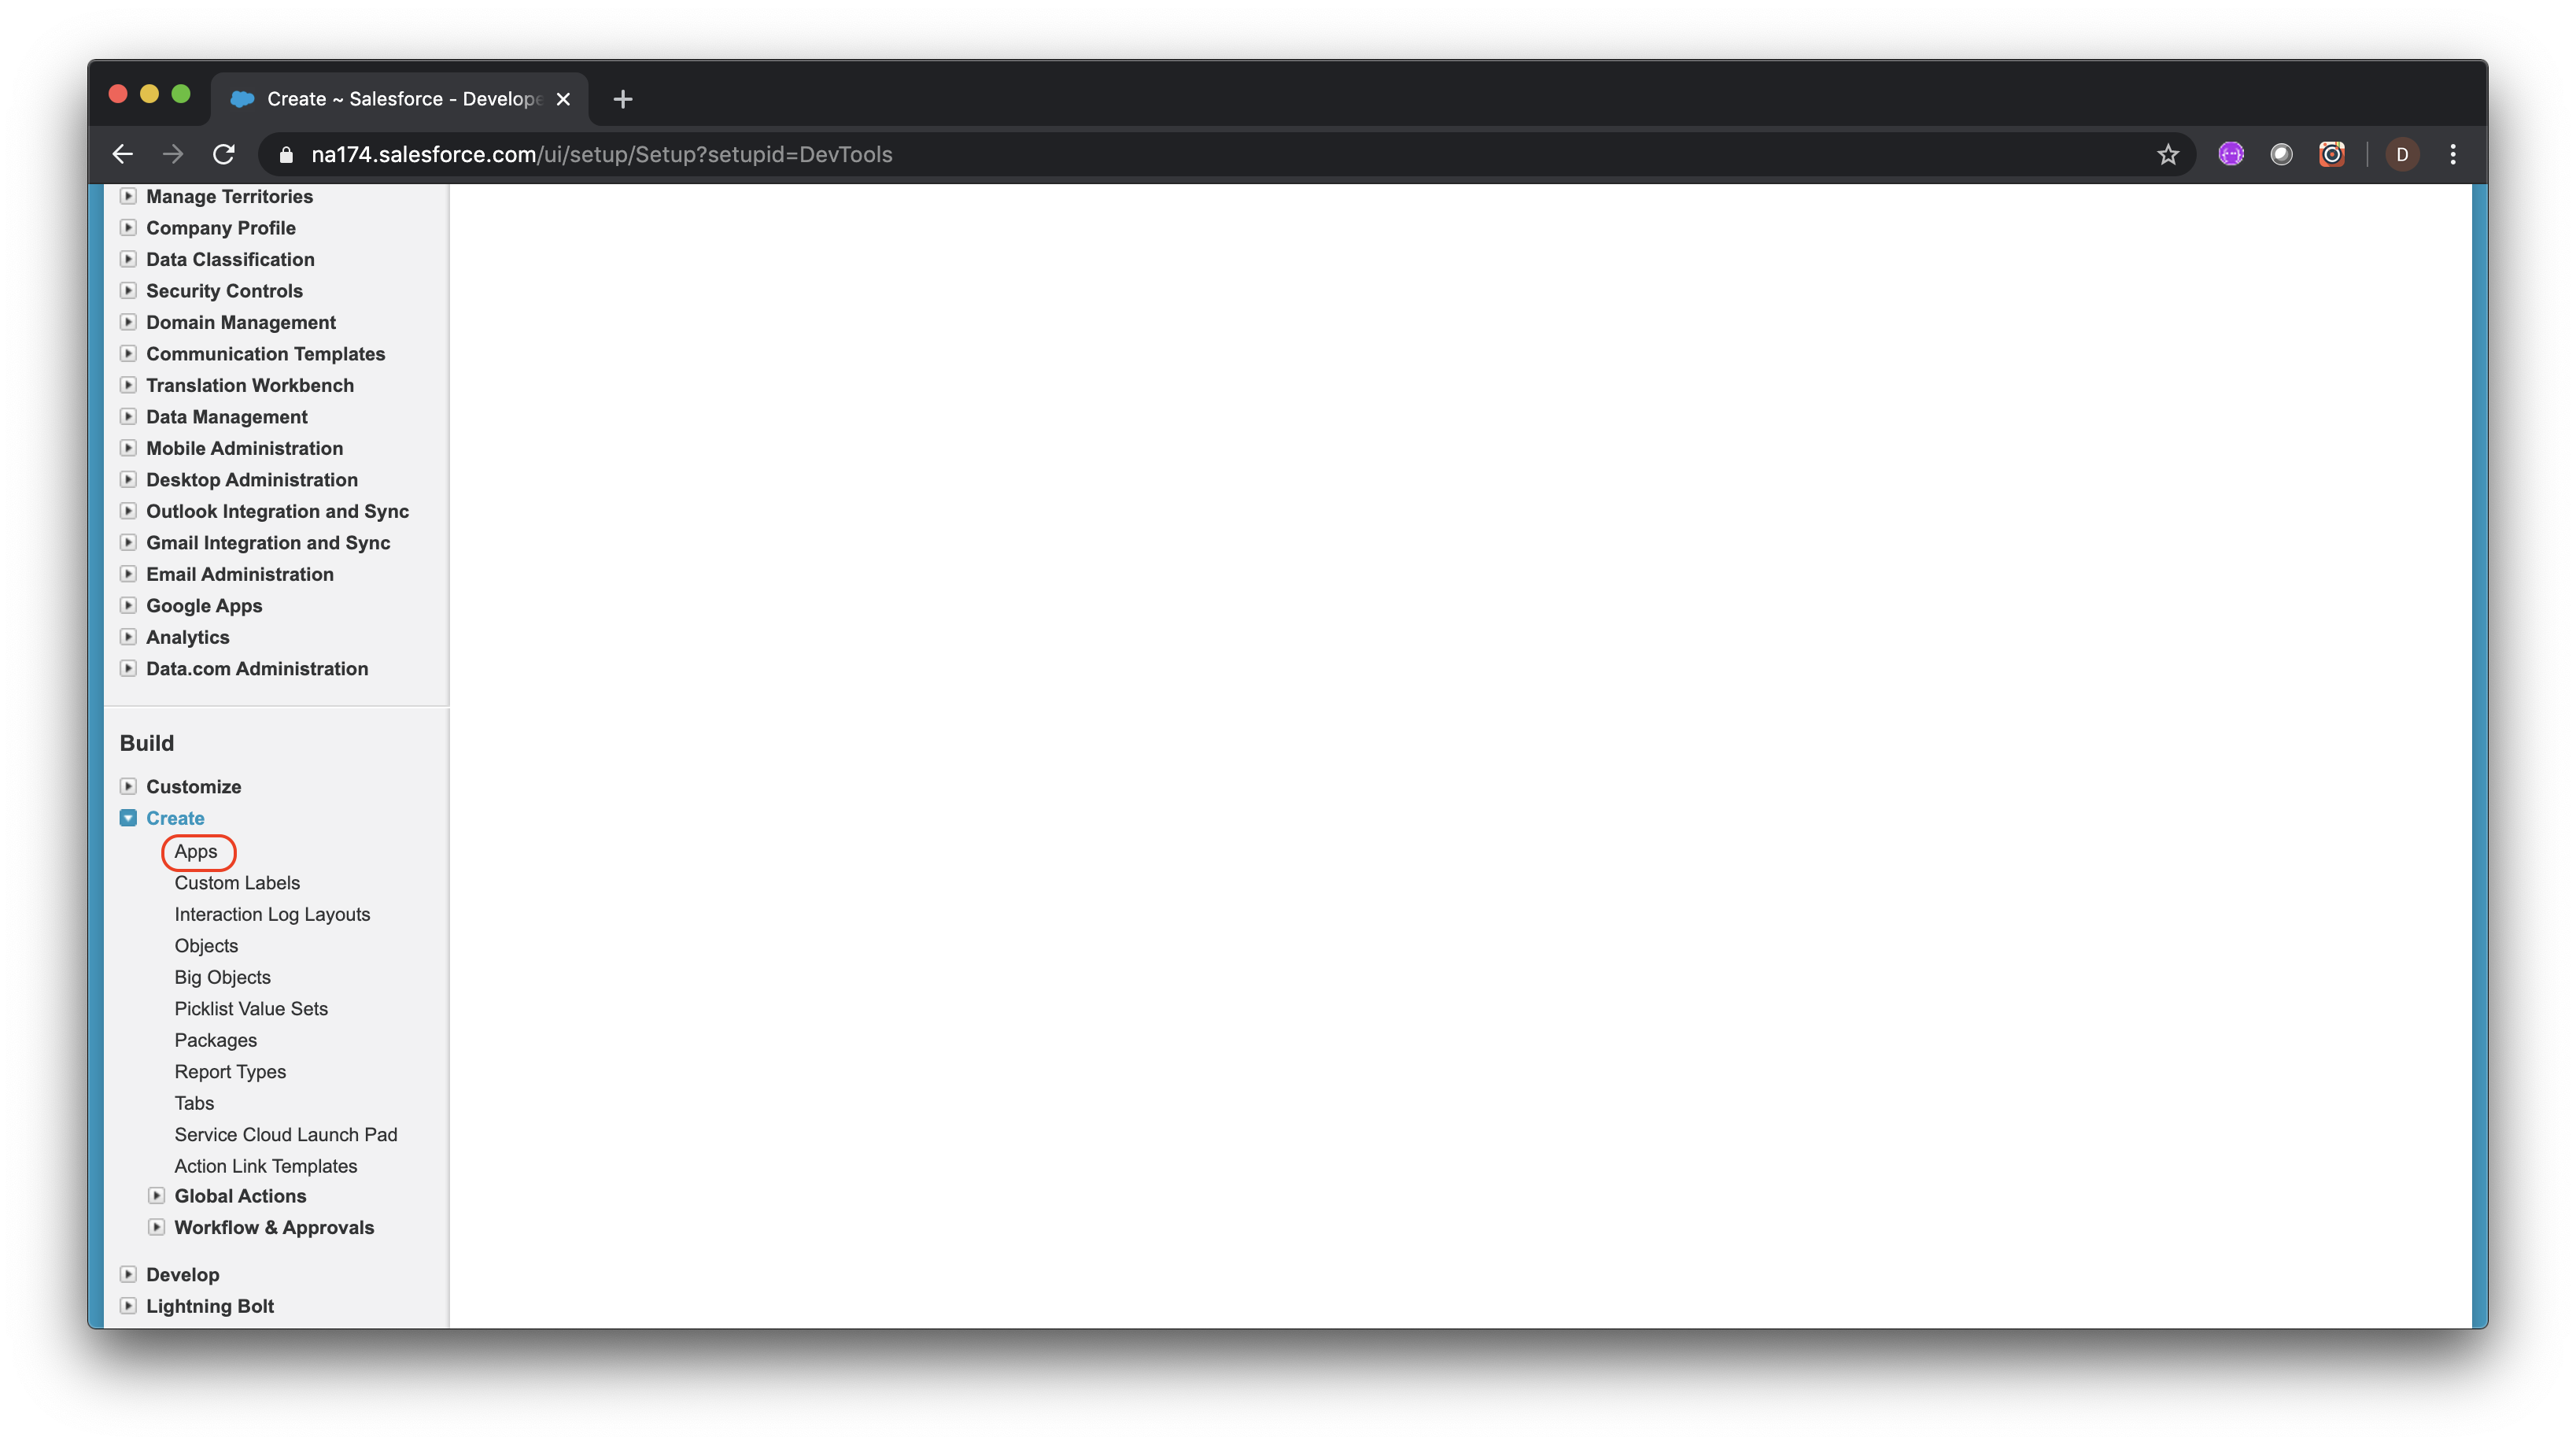 Create ~ Salesforce - Develope
na174.salesforce.com/ui/setup/Setup?setupid=DevTools
D
Manage Territories
Company Profile
Data Classification
Security Controls
Domain Management
Communication Templates
Translation Workbench
Data Management
Mobile Administration
Desktop Administration
Outlook Integration and Sync
Gmail Integration and Sync
Email Administration
Google Apps
Analytics
Data.com Administration
Build
Customize
Create
Apps
Custom Labels
Interaction Log Layouts
Objects
Big Objects
Picklist Value Sets
Packages
Report Types
Tabs
Service Cloud Launch Pad
Action Link Templates
Global Actions
Workflow & Approvals
Develop
Lightning Bolt